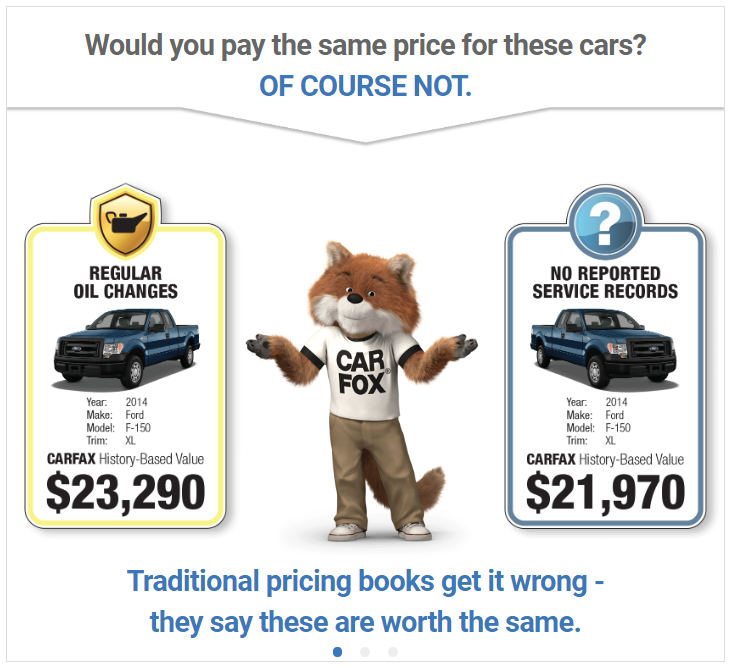 Would you pay the same price for these cars?
OF COURSE NOT.
REGULAR
OIL CHANGES
Year: 2014
Make: Ford
Model: F-150
Trim: XL
CARFAX History-Based Value
$23,290
CAR
FOX®
?
NO REPORTED
SERVICE RECORDS
Year: 2014
Make: Ford
Model: F-150
Trim: XL
CARFAX History-Based Value
$21,970
Traditional pricing books get it wrong -
they say these are worth the same.